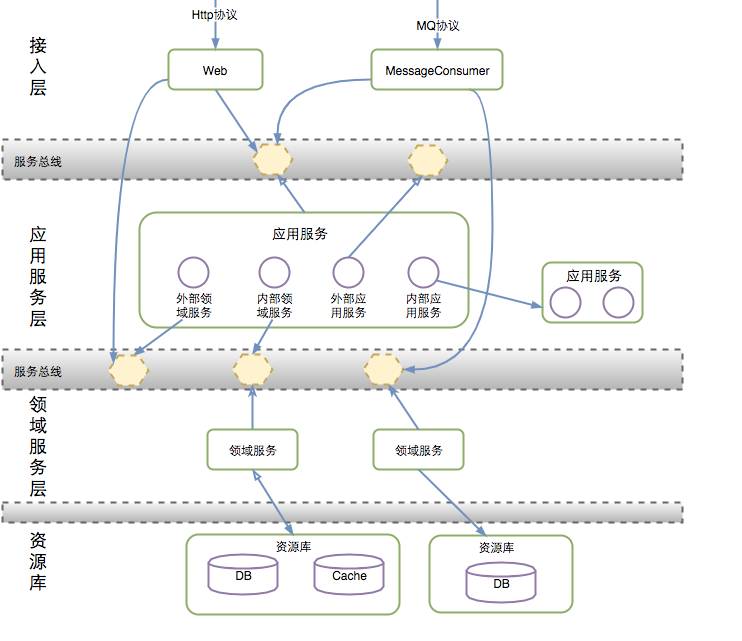 Http协议
MQ协议
接入层
Web
MessageConsumer
服务总线
应用服务层
应用服务
外部领
域服务
内部领
域服务
外部应
用服务
内部应
用服务
应用服务
服务总线
领域服务层
领域服务
领域服务
资源库
资源库
DB
Cache
资源库
DB